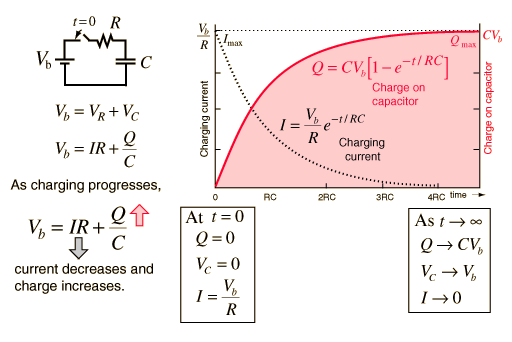 t=0 R
V_b C
V_b = V_R + V_C
V_b = IR + Q/C
As charging progresses,
V_b = IR + Q/C
current decreases and
charge increases.
V_b/R I_max
Charging current
Q = CV_b[1 − e^{−t/RC}]
Charge on
capacitor
I = V_b/R e^{−t/RC}
Charging
current
Q_max CV_b
Charge on capacitor
0 RC 2RC 3RC 4RC time
At t = 0
Q = 0
V_C = 0
I = V_b/R
As t → ∞
Q → CV_b
V_C → V_b
I → 0